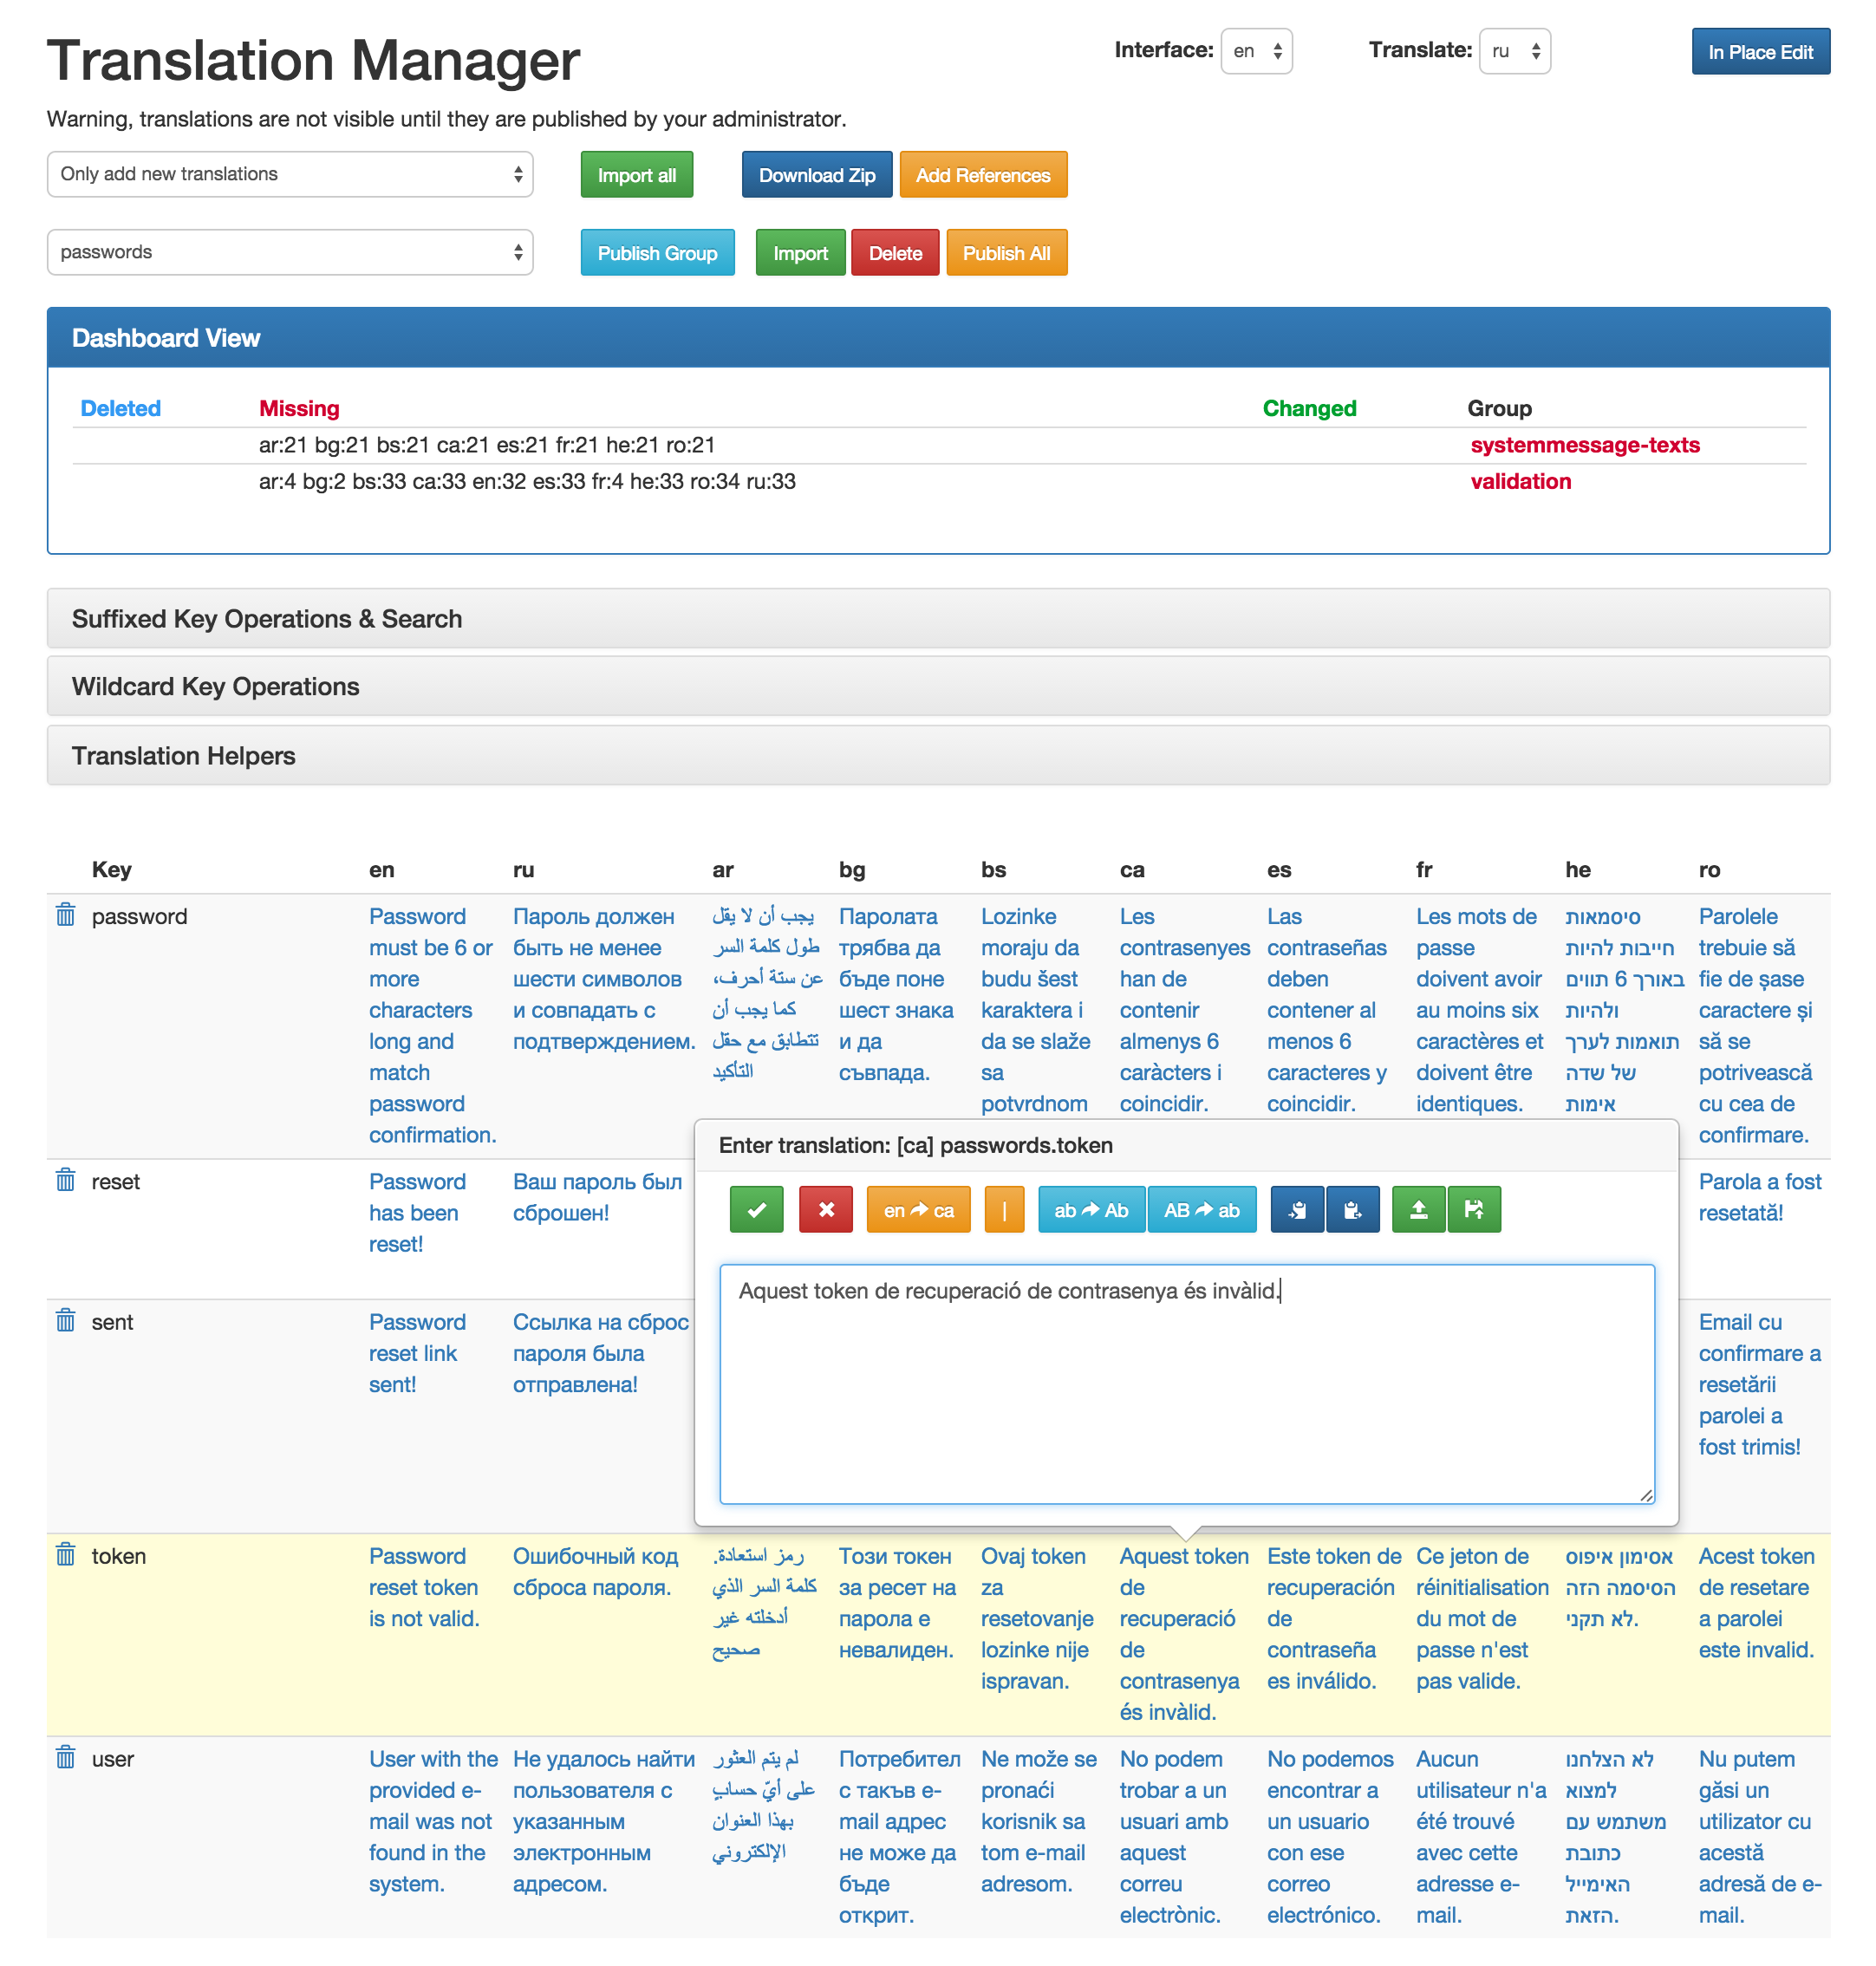 Translation Manager
Interface: en
Translate: ru
In Place Edit
Warning, translations are not visible until they are published by your administrator.
Only add new translations
Import all
Download Zip
Add References
passwords
Publish Group
Import
Delete
Publish All
Dashboard View
Deleted Missing Changed Group
ar:21 bg:21 bs:21 ca:21 es:21 fr:21 he:21 ro:21 systemmessage-texts
ar:4 bg:2 bs:33 ca:33 en:32 es:33 fr:4 he:33 ro:34 ru:33 validation
Suffixed Key Operations & Search
Wildcard Key Operations
Translation Helpers
Key en ru ar bg bs ca es fr he ro
password
Password
must be 6 or
more
characters
long and
match
password
confirmation.
Пароль должен
быть не менее
шести символов
и совпадать с
подтверждением.
يجب أن لا يقل
طول كلمة السر
عن ستة أحرف،
كما يجب أن
تتطابق مع حقل
التأكيد
Паролата
трябва да
бъде поне
шест знака
и да
съвпада.
Lozinke
moraju da
budu šest
karaktera i
da se slaže
sa
potvrdnom
Les
contrasenyes
han de
contenir
almenys 6
caràcters i
coincidir.
Las
contraseñas
deben
contener al
menos 6
caracteres y
coincidir.
Les mots de
passe
doivent avoir
au moins six
caractères et
doivent être
identiques.
סיסמאות
חייבות להיות
באורך 6 תווים
ולהיות
תואמות לערך
של שדה
אימות
Parolele
trebuie să
fie de șase
caractere și
să se
potrivească
cu cea de
confirmare.
Enter translation: [ca] passwords.token
en ca
|
ab Ab
AB ab
Aquest token de recuperació de contrasenya és invàlid.
reset
Password
has been
reset!
Ваш пароль был
сброшен!
Parola a fost
resetată!
sent
Password
reset link
sent!
Ссылка на сброс
пароля была
отправлена!
Email cu
confirmare a
resetării
parolei a
fost trimis!
token
Password
reset token
is not valid.
Ошибочный код
сброса пароля.
رمز استعادة.
كلمة السر الذي
أدخلته غير
صحيح
Този токен
за ресет на
парола е
невалиден.
Ovaj token
za
resetovanje
lozinke nije
ispravan.
Aquest token
de
recuperació
de
contrasenya
és invàlid.
Este token de
recuperación
de
contraseña
es inválido.
Ce jeton de
réinitialisation
du mot de
passe n'est
pas valide.
אסימון איפוס
הסיסמה הזה
לא תקני.
Acest token
de resetare
a parolei
este invalid.
user
User with the
provided e-
mail was not
found in the
system.
Не удалось найти
пользователя с
указанным
электронным
адресом.
لم يتم العثور
على أيّ حسابٍ
بهذا العنوان
الإلكتروني
Потребител
с такъв e-
mail адрес
не може да
бъде
открит.
Ne može se
pronaći
korisnik sa
tom e-mail
adresom.
No podem
trobar a un
usuari amb
aquest
correu
electrònic.
No podemos
encontrar a
un usuario
con ese
correo
electrónico.
Aucun
utilisateur n'a
été trouvé
avec cette
adresse e-
mail.
לא הצלחנו
למצוא
משתמש עם
כתובת
האימייל
הזאת.
Nu putem
găsi un
utilizator cu
acestă
adresă de e-
mail.